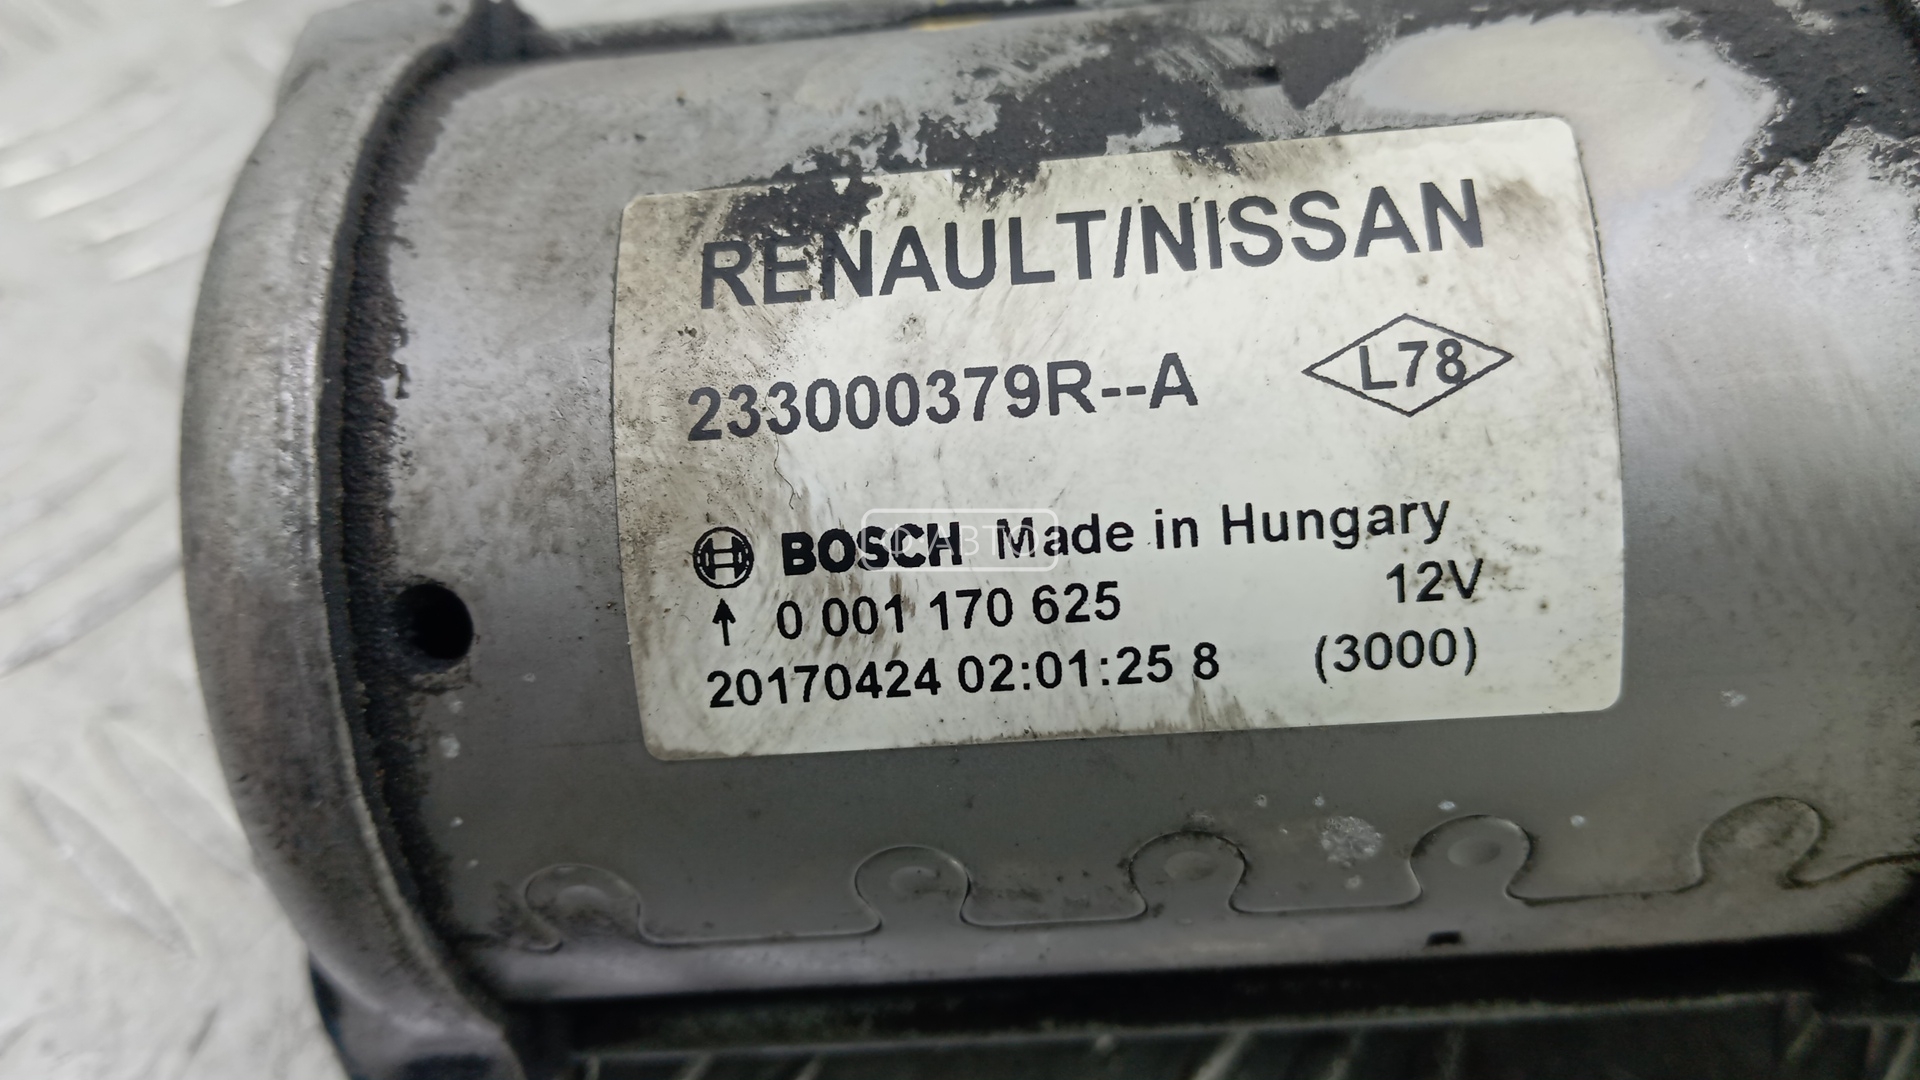 RENAULT/NISSAN
233000379R--A
L78
BOSCH Made in Hungary
↑ 0 001 170 625 12V
20170424 02:01:25 8 (3000)
АВТО